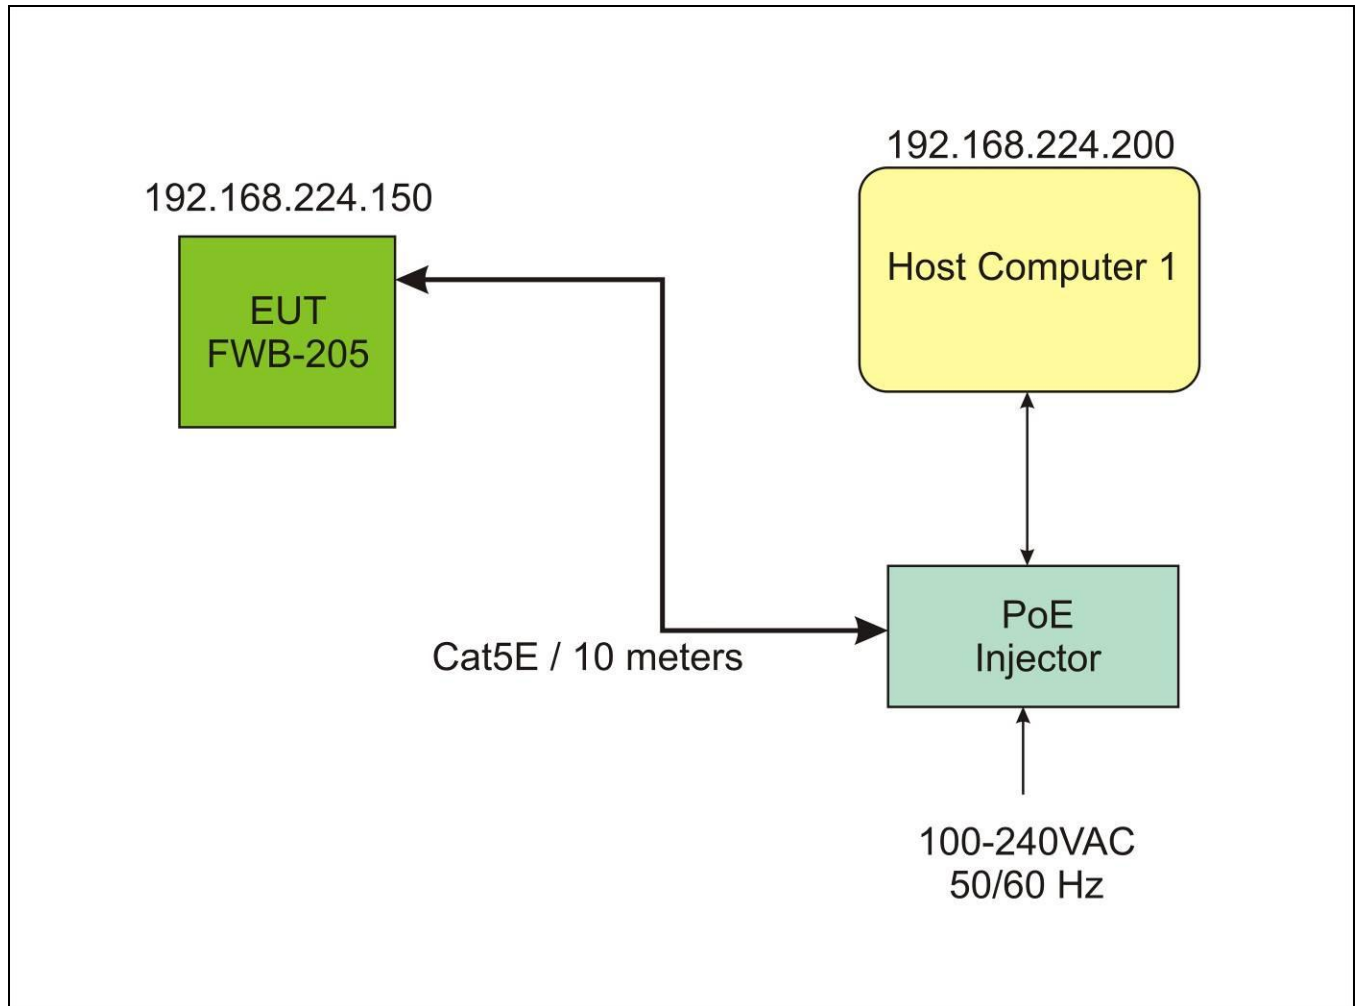 192.168.224.200
192.168.224.150
Host Computer 1
EUT
FWB-205
PoE
Injector
Cat5E / 10 meters
100-240VAC
50/60 Hz